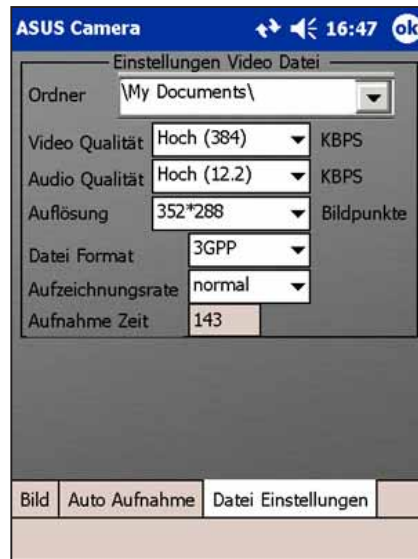 ASUS Camera 16:47 ok
Einstellungen Video Datei
Ordner \My Documents\
Video Qualität Hoch (384) KBPS
Audio Qualität Hoch (12.2) KBPS
Auflösung 352*288 Bildpunkte
Datei Format 3GPP
Aufzeichnungsrate normal
Aufnahme Zeit 143
Bild Auto Aufnahme Datei Einstellungen